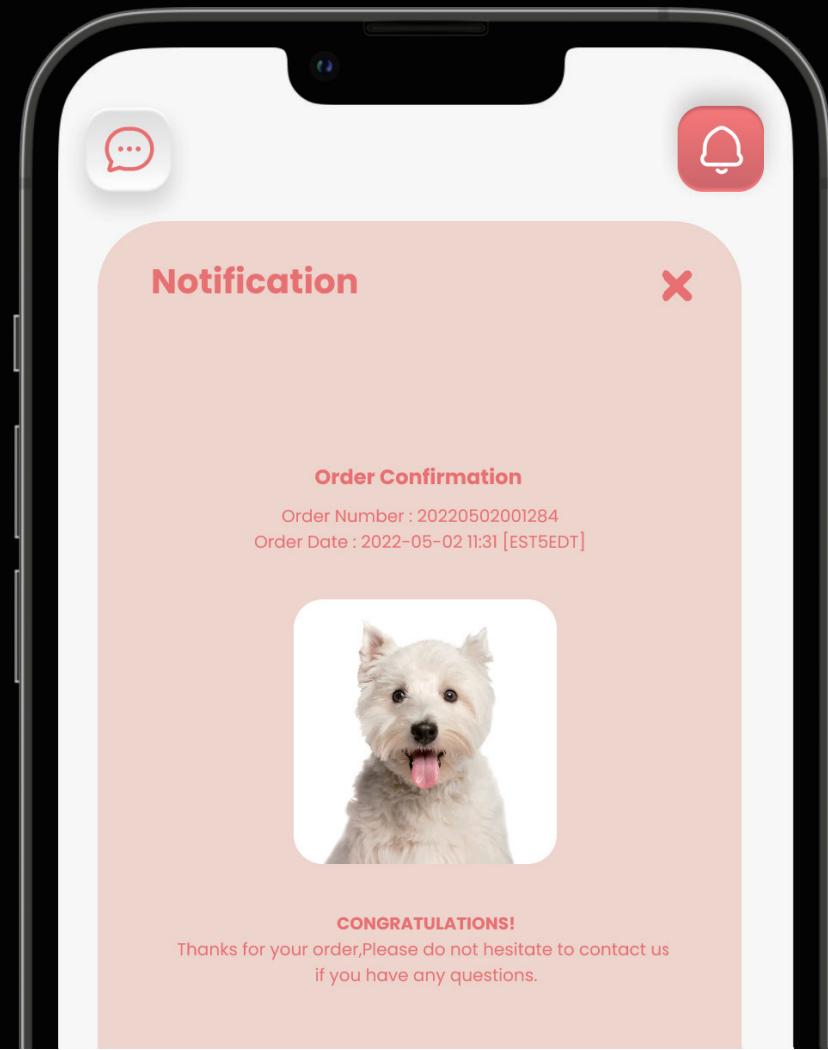 Notification
Order Confirmation
Order Number : 20220502001284
Order Date : 2022-05-02 11:31 [EST5EDT]
CONGRATULATIONS!
Thanks for your order,Please do not hesitate to contact us
if you have any questions.